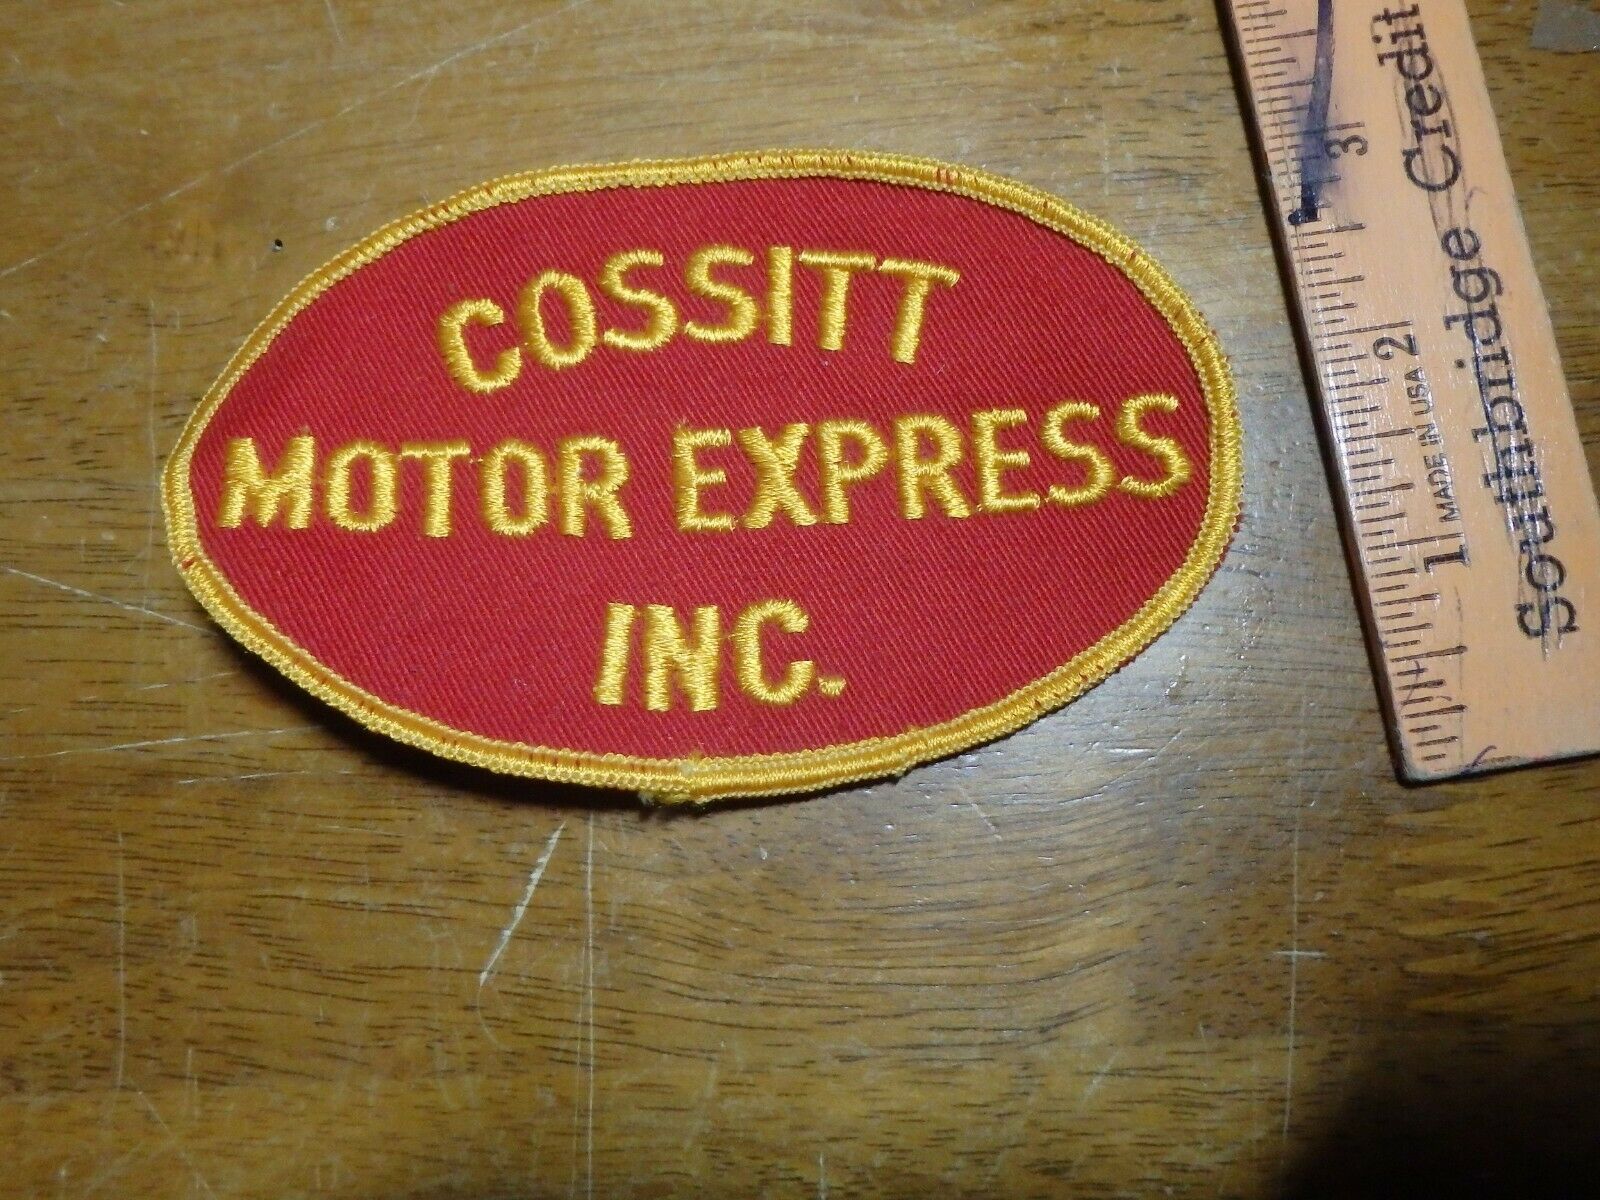 COSSITT
MOTOR EXPRESS
INC.
1 2 3
MADE IN USA
Southbridge Credit